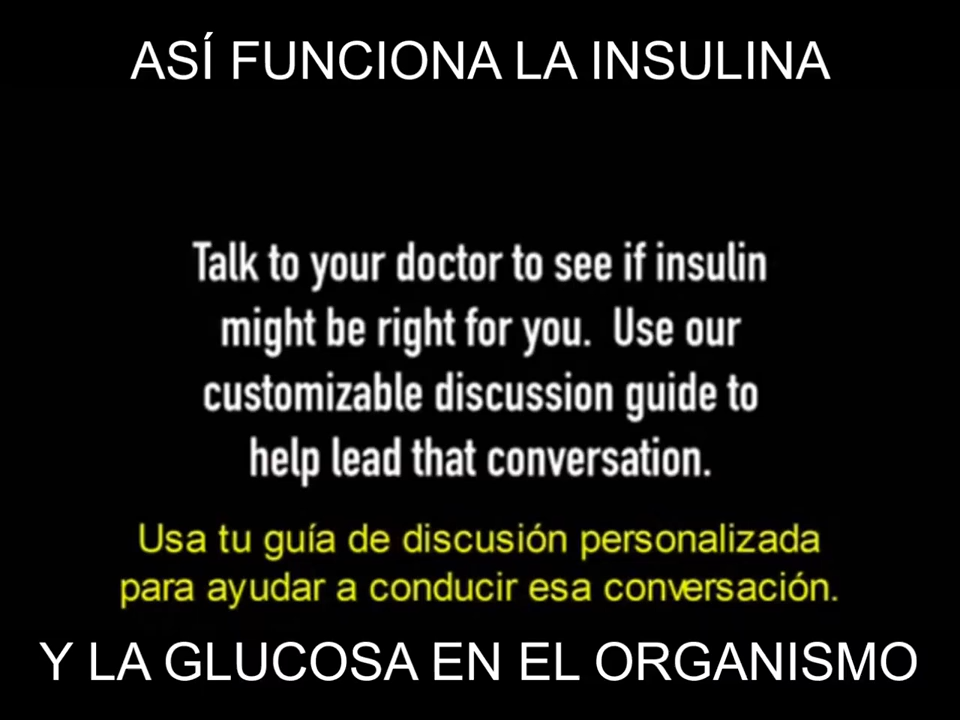 ASÍ FUNCIONA LA INSULINA
Talk to your doctor to see if insulin
might be right for you. Use our
customizable discussion guide to
help lead that conversation.
Usa tu guía de discusión personalizada
para ayudar a conducir esa conversación.
Y LA GLUCOSA EN EL ORGANISMO